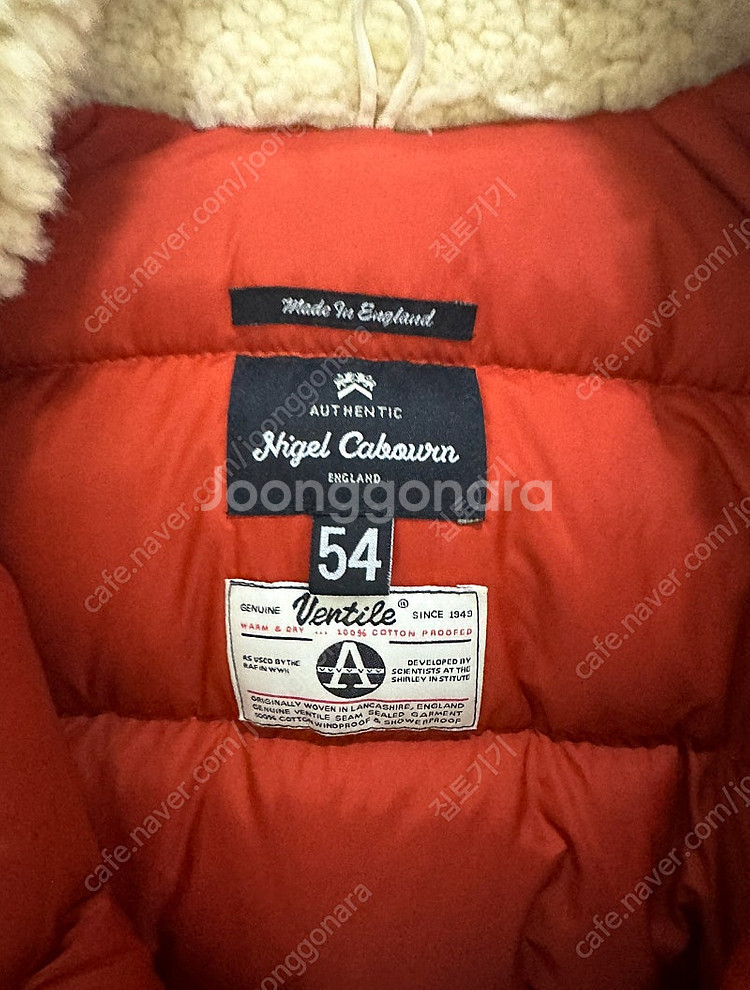 Made In England
AUTHENTIC
Nigel Cabourn
ENGLAND
Joonggonara
54
GENUINE Ventile® SINCE 1943
WARM & DRY ... 100% COTTON PROOFED
AS USED BY THE
RAF IN WWII
A
DEVELOPED BY
SCIENTISTS AT THE
SHIRLEY INSTITUTE
ORIGINALLY WOVEN IN LANCASHIRE, ENGLAND
GENUINE VENTILE SEAM SEALED GARMENT
100% COTTON WINDPROOF & SHOWERPROOF
cafe.naver.com/joonggonara
짐토기기